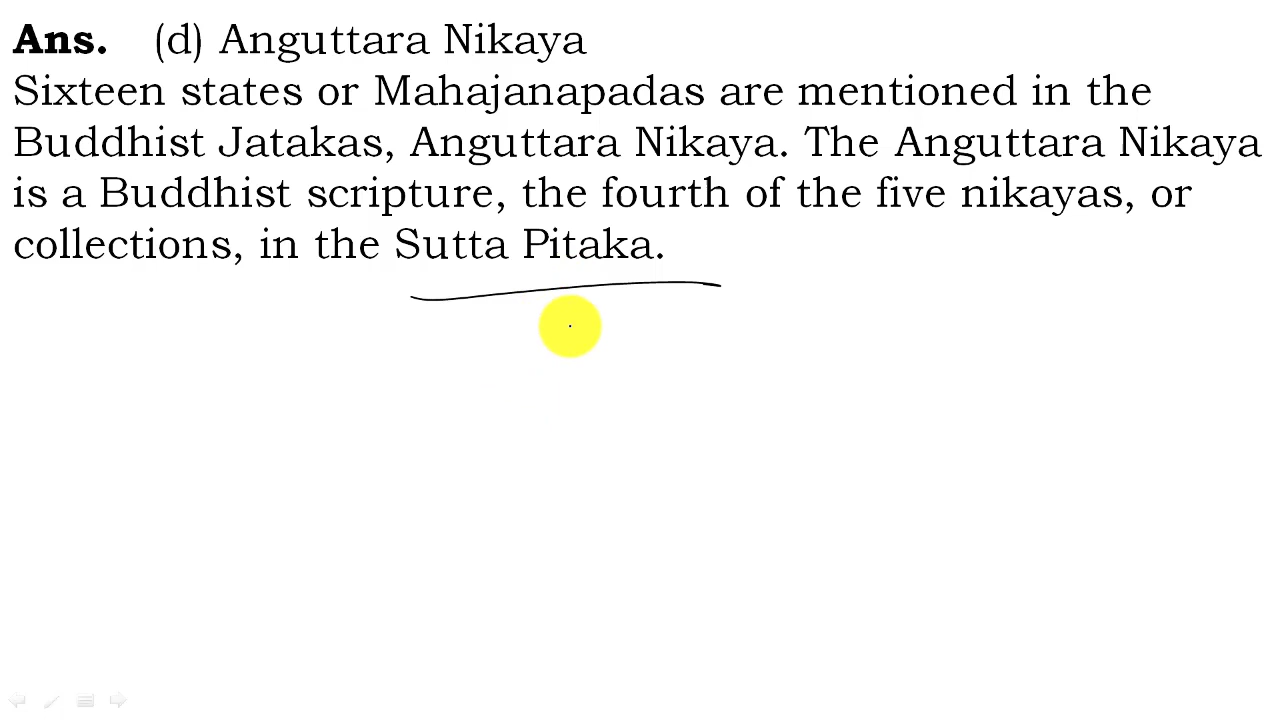 Ans. (d) Anguttara Nikaya
Sixteen states or Mahajanapadas are mentioned in the
Buddhist Jatakas, Anguttara Nikaya. The Anguttara Nikaya
is a Buddhist scripture, the fourth of the five nikayas, or
collections, in the Sutta Pitaka.